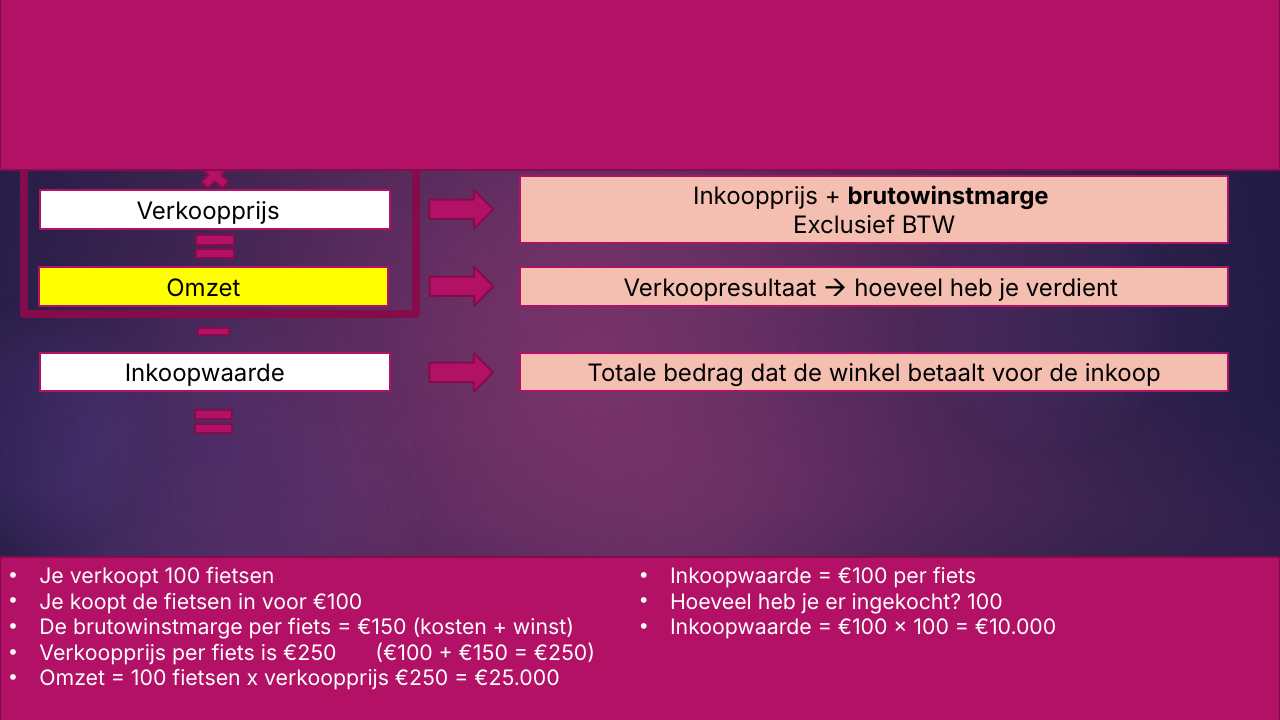 Verkoopprijs
Inkoopprijs + brutowinstmarge
Exclusief BTW
Omzet
Verkoopresultaat → hoeveel heb je verdient
Inkoopwaarde
Totale bedrag dat de winkel betaalt voor de inkoop
• Je verkoopt 100 fietsen
• Je koopt de fietsen in voor €100
• De brutowinstmarge per fiets = €150 (kosten + winst)
• Verkoopprijs per fiets is €250 (€100 + €150 = €250)
• Omzet = 100 fietsen x verkoopprijs €250 = €25.000
• Inkoopwaarde = €100 per fiets
• Hoeveel heb je er ingekocht? 100
• Inkoopwaarde = €100 × 100 = €10.000